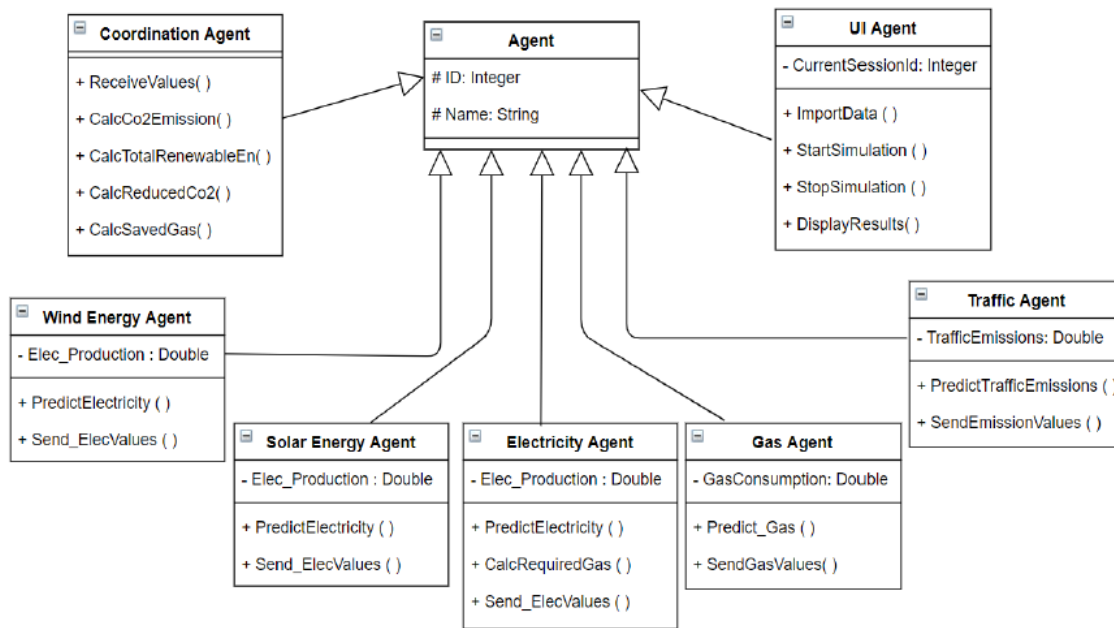 Coordination Agent
+ ReceiveValues( )
+ CalcCo2Emission( )
+ CalcTotalRenewableEn( )
+ CalcReducedCo2( )
+ CalcSavedGas( )
Agent
# ID: Integer
# Name: String
UI Agent
- CurrentSessionId: Integer
+ ImportData ( )
+ StartSimulation ( )
+ StopSimulation ( )
+ DisplayResults( )
Wind Energy Agent
- Elec_Production : Double
+ PredictElectricity ( )
+ Send_ElecValues ( )
Solar Energy Agent
- Elec_Production : Double
+ PredictElectricity ( )
+ Send_ElecValues ( )
Electricity Agent
- Elec_Production : Double
+ PredictElectricity ( )
+ CalcRequiredGas ( )
+ Send_ElecValues ( )
Gas Agent
- GasConsumption: Double
+ Predict_Gas ( )
+ SendGasValues( )
Traffic Agent
- TrafficEmissions: Double
+ PredictTrafficEmissions ( )
+ SendEmissionValues ( )